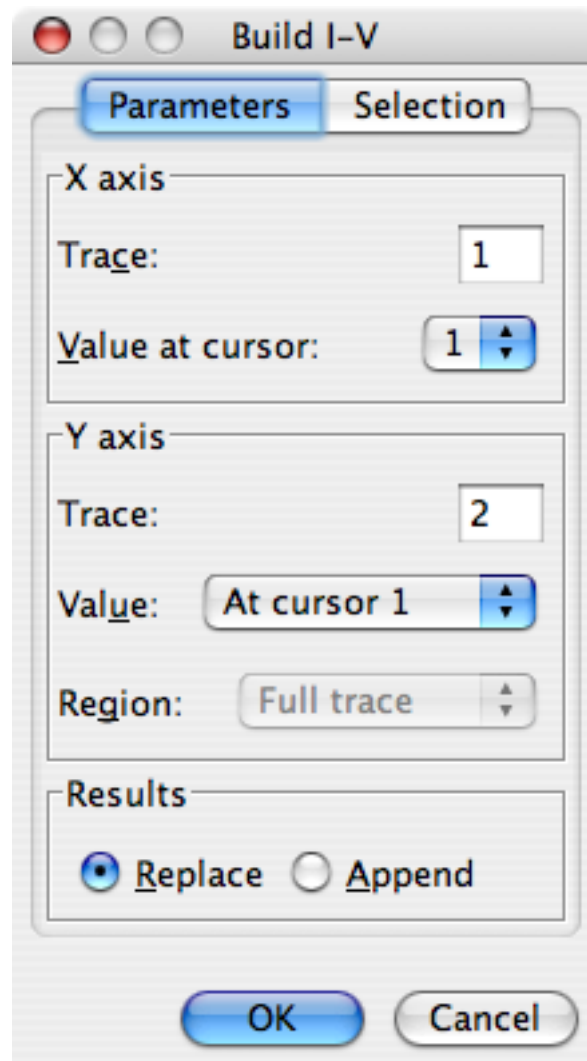 Build I-V
Parameters Selection
X axis
Trace: 1
Value at cursor: 1
Y axis
Trace: 2
Value: At cursor 1
Region: Full trace
Results
Replace Append
OK Cancel